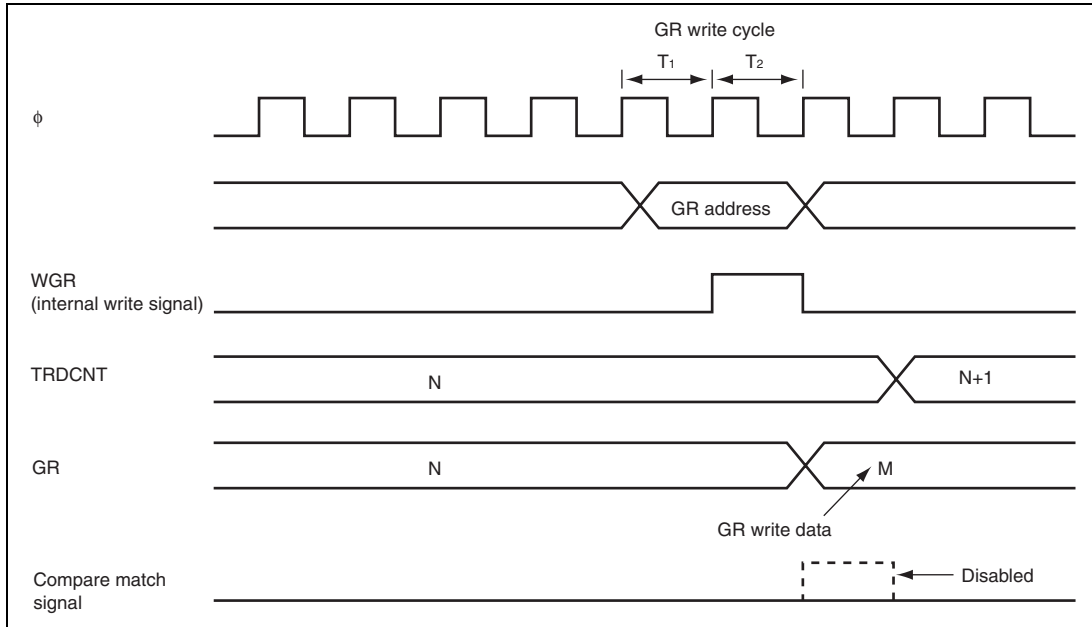 GR write cycle
T1 T2
ϕ
GR address
WGR
(internal write signal)
TRDCNT
N N+1
GR
N M
GR write data
Compare match
signal
Disabled